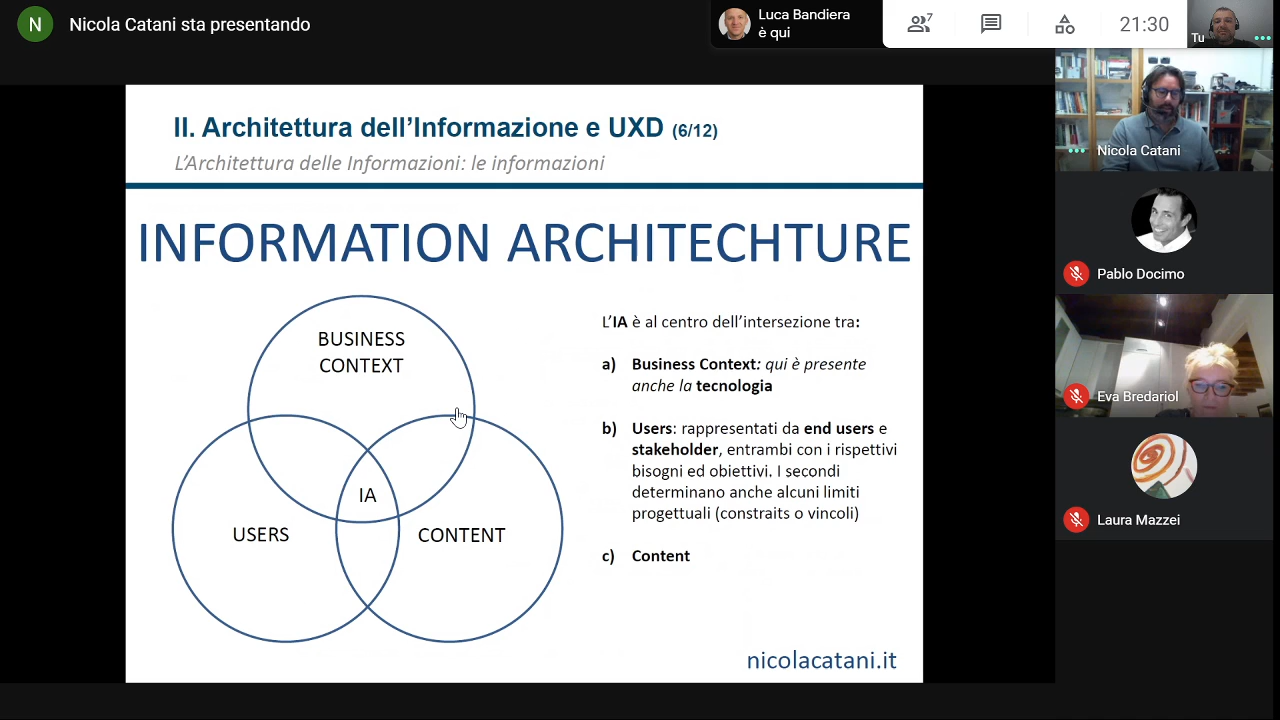 N
Nicola Catani sta presentando
Luca Bandiera
è qui
7
21:30
Tu
II. Architettura dell’Informazione e UXD (6/12)
L’Architettura delle Informazioni: le informazioni
INFORMATION ARCHITECHTURE
BUSINESS
CONTEXT
IA
USERS
CONTENT
L’IA è al centro dell’intersezione tra:
a) Business Context: qui è presente
anche la tecnologia
b) Users: rappresentati da end users e
stakeholder, entrambi con i rispettivi
bisogni ed obiettivi. I secondi
determinano anche alcuni limiti
progettuali (constraits o vincoli)
c) Content
nicolacatani.it
Nicola Catani
Pablo Docimo
Eva Bredariol
Laura Mazzei